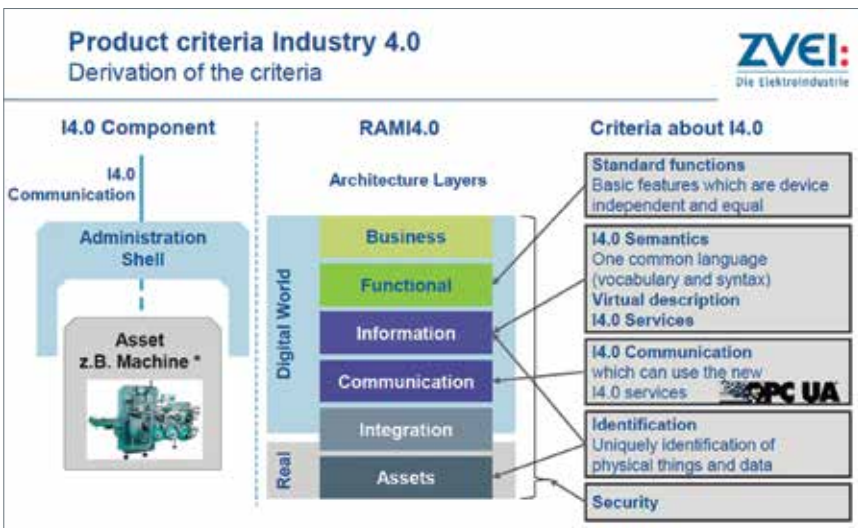 Product criteria Industry 4.0
Derivation of the criteria
ZVEI:
Die Elektroindustrie
I4.0 Component
I4.0
Communication
Administration
Shell
Asset
z.B. Machine *
RAMI4.0
Architecture Layers
Digital World
Real
Business
Functional
Information
Communication
Integration
Assets
Criteria about I4.0
Standard functions
Basic features which are device
independent and equal
I4.0 Semantics
One common language
(vocabulary and syntax)
Virtual description
I4.0 Services
I4.0 Communication
which can use the new
I4.0 services
OPC UA
Identification
Uniquely identification of
physical things and data
Security